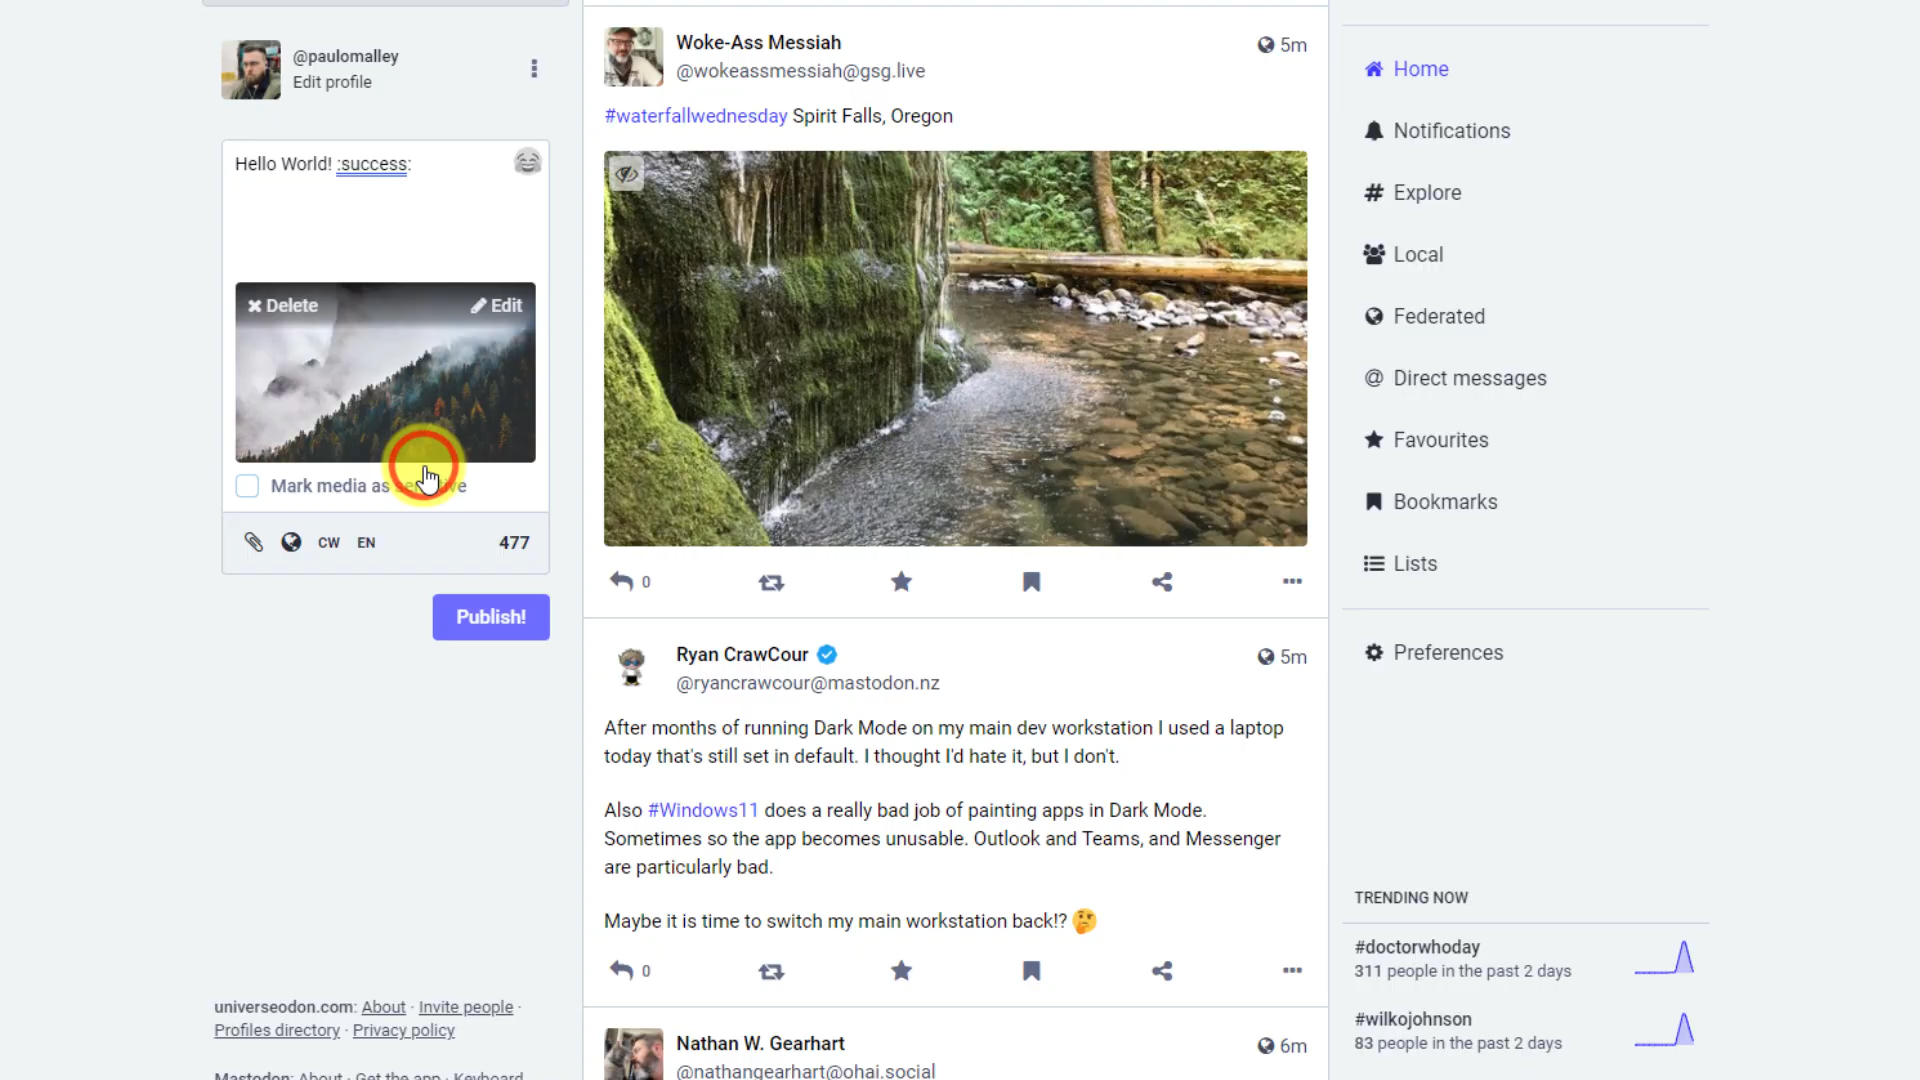 @paulomalley
Edit profile
Hello World! :success:
Delete
Edit
Mark media as
CW
EN
477
Publish!
universeodon.com: About · Invite people ·
Profiles directory · Privacy policy
Mastodon: About · Get the app · Keyboard
Woke-Ass Messiah
5m
@wokeassmessiah@gsg.live
#waterfallwednesday Spirit Falls, Oregon
0
Ryan CrawCour
5m
@ryancrawcour@mastodon.nz
After months of running Dark Mode on my main dev workstation I used a laptop
today that's still set in default. I thought I'd hate it, but I don't.
Also #Windows11 does a really bad job of painting apps in Dark Mode.
Sometimes so the app becomes unusable. Outlook and Teams, and Messenger
are particularly bad.
Maybe it is time to switch my main workstation back!? 🤔
0
Nathan W. Gearhart
6m
@nathangearhart@ohai.social
Home
Notifications
Explore
Local
Federated
Direct messages
Favourites
Bookmarks
Lists
Preferences
TRENDING NOW
#doctorwhoday
311 people in the past 2 days
#wilkojohnson
83 people in the past 2 days